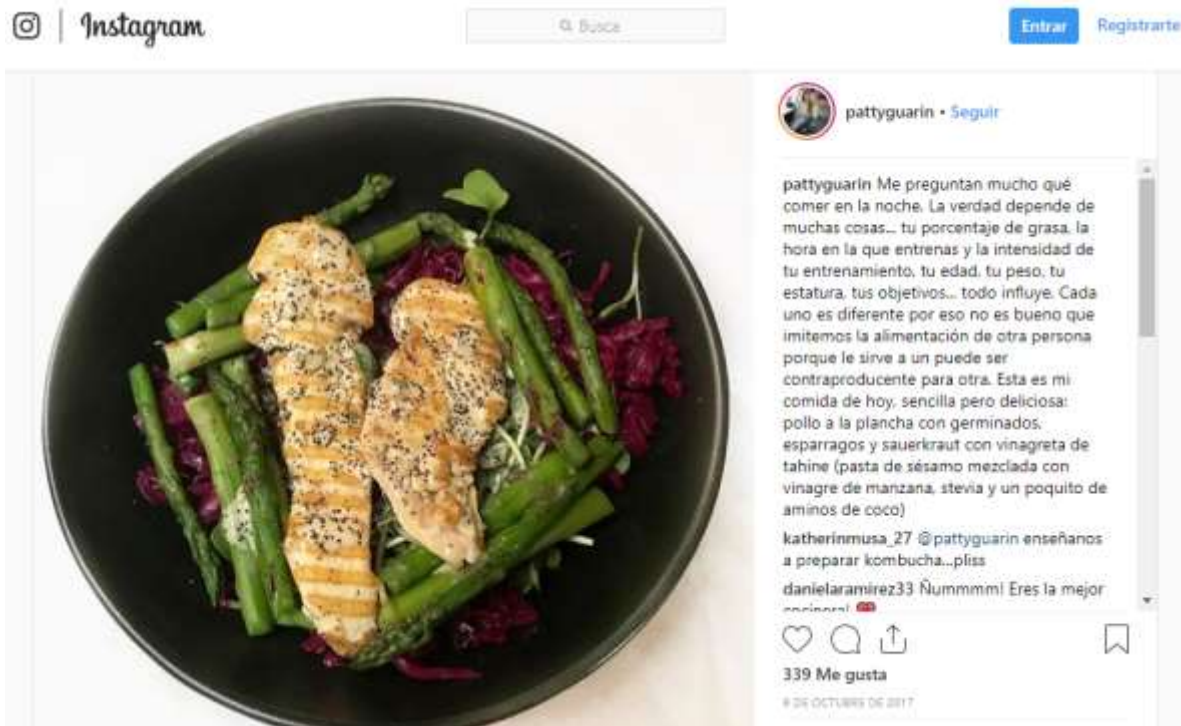 Instagram
Busca
Entrar
Registrarte
pattyguarin • Seguir
pattyguarin Me preguntan mucho qué
comer en la noche. La verdad depende de
muchas cosas... tu porcentaje de grasa, la
hora en la que entrenas y la intensidad de
tu entrenamiento, tu edad, tu peso, tu
estatura, tus objetivos... todo influye. Cada
uno es diferente por eso no es bueno que
imitemos la alimentación de otra persona
porque le sirve a un puede ser
contraproducente para otra. Esta es mi
comida de hoy, sencilla pero deliciosa:
pollo a la plancha con germinados,
esparragos y sauerkraut con vinagreta de
tahine (pasta de sésamo mezclada con
vinagre de manzana, stevia y un poquito de
aminos de coco)
katherinmusa_27 @pattyguarin enseñanos
a preparar kombucha...pliss
danielaramirez33 Ñummmm! Eres la mejor
cocinera!
339 Me gusta
DE OCTUBRE DE 2017